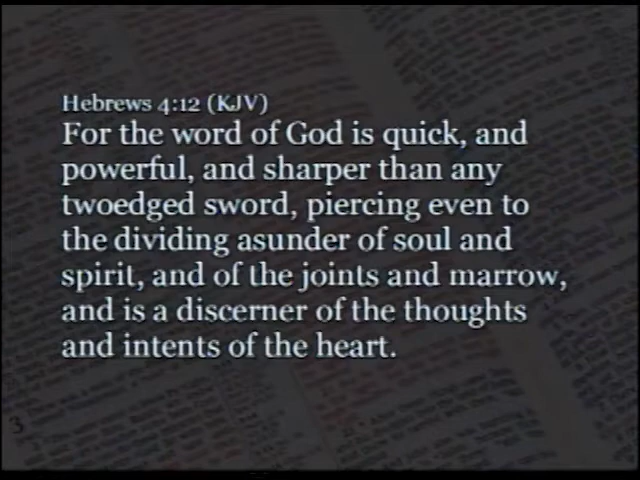 Hebrews 4:12 (KJV)
For the word of God is quick, and
powerful, and sharper than any
twoedged sword, piercing even to
the dividing asunder of soul and
spirit, and of the joints and marrow,
and is a discerner of the thoughts
and intents of the heart.
3